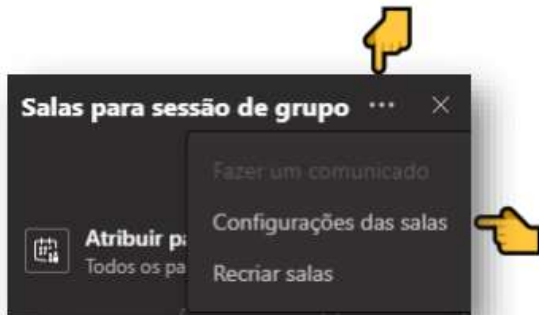 Salas para sessão de grupo ... ×
Fazer um comunicado
Configurações das salas
Atribuir pa
Todos os pa
Recriar salas